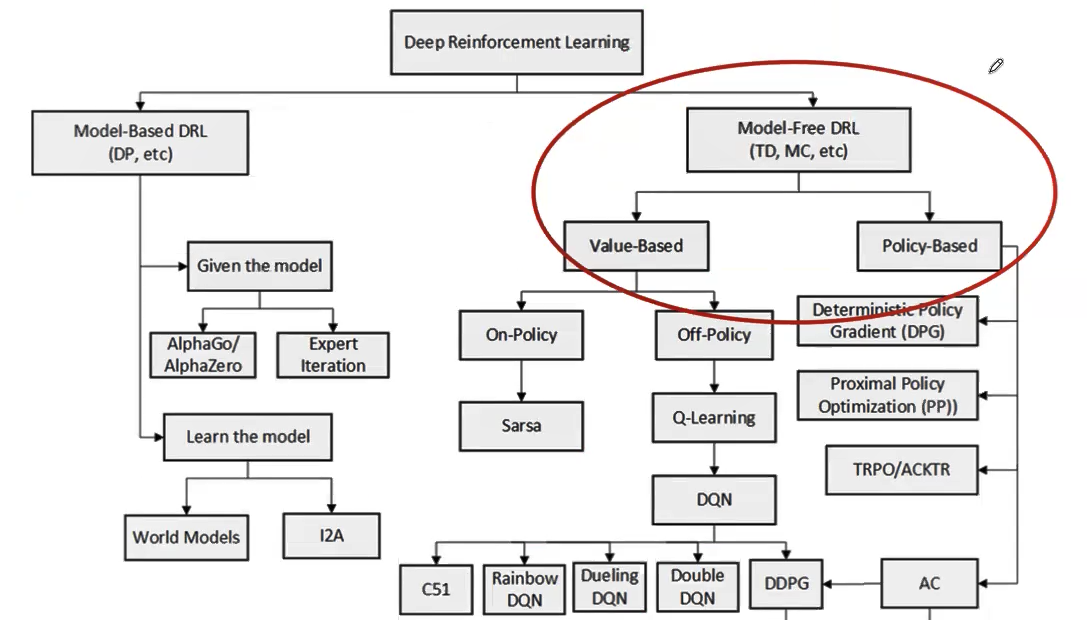 Deep Reinforcement Learning
Model-Based DRL
(DP, etc)
Model-Free DRL
(TD, MC, etc)
Value-Based
Policy-Based
Given the model
On-Policy
Off-Policy
Deterministic Policy
Gradient (DPG)
AlphaGo/
AlphaZero
Expert
Iteration
Proximal Policy
Optimization (PP))
Sarsa
Q-Learning
Learn the model
TRPO/ACKTR
DQN
World Models
I2A
C51
Rainbow
DQN
Dueling
DQN
Double
DQN
DDPG
AC